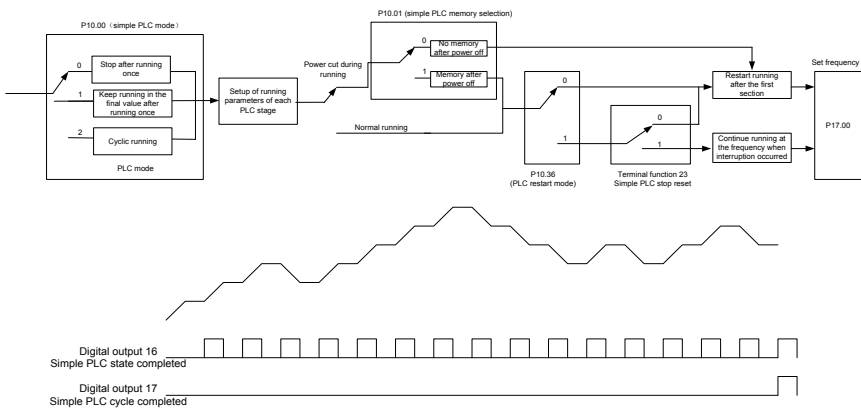 P10.00（simple PLC mode）
0
Stop after running
once
1
Keep running in the
final value after
running once
2
Cyclic running
PLC mode
Setup of running
parameters of each
PLC stage
Power cut during
running
Normal running
P10.01 (simple PLC memory selection)
0
No memory
after power off
1
Memory after
power off
0
1
P10.36
(PLC restart mode)
0
1
Terminal function 23
Simple PLC stop reset
Restart running
after the first
section
Continue running at
the frequency when
interruption occurred
Set frequency
P17.00
Digital output 16
Simple PLC state completed
Digital output 17
Simple PLC cycle completed